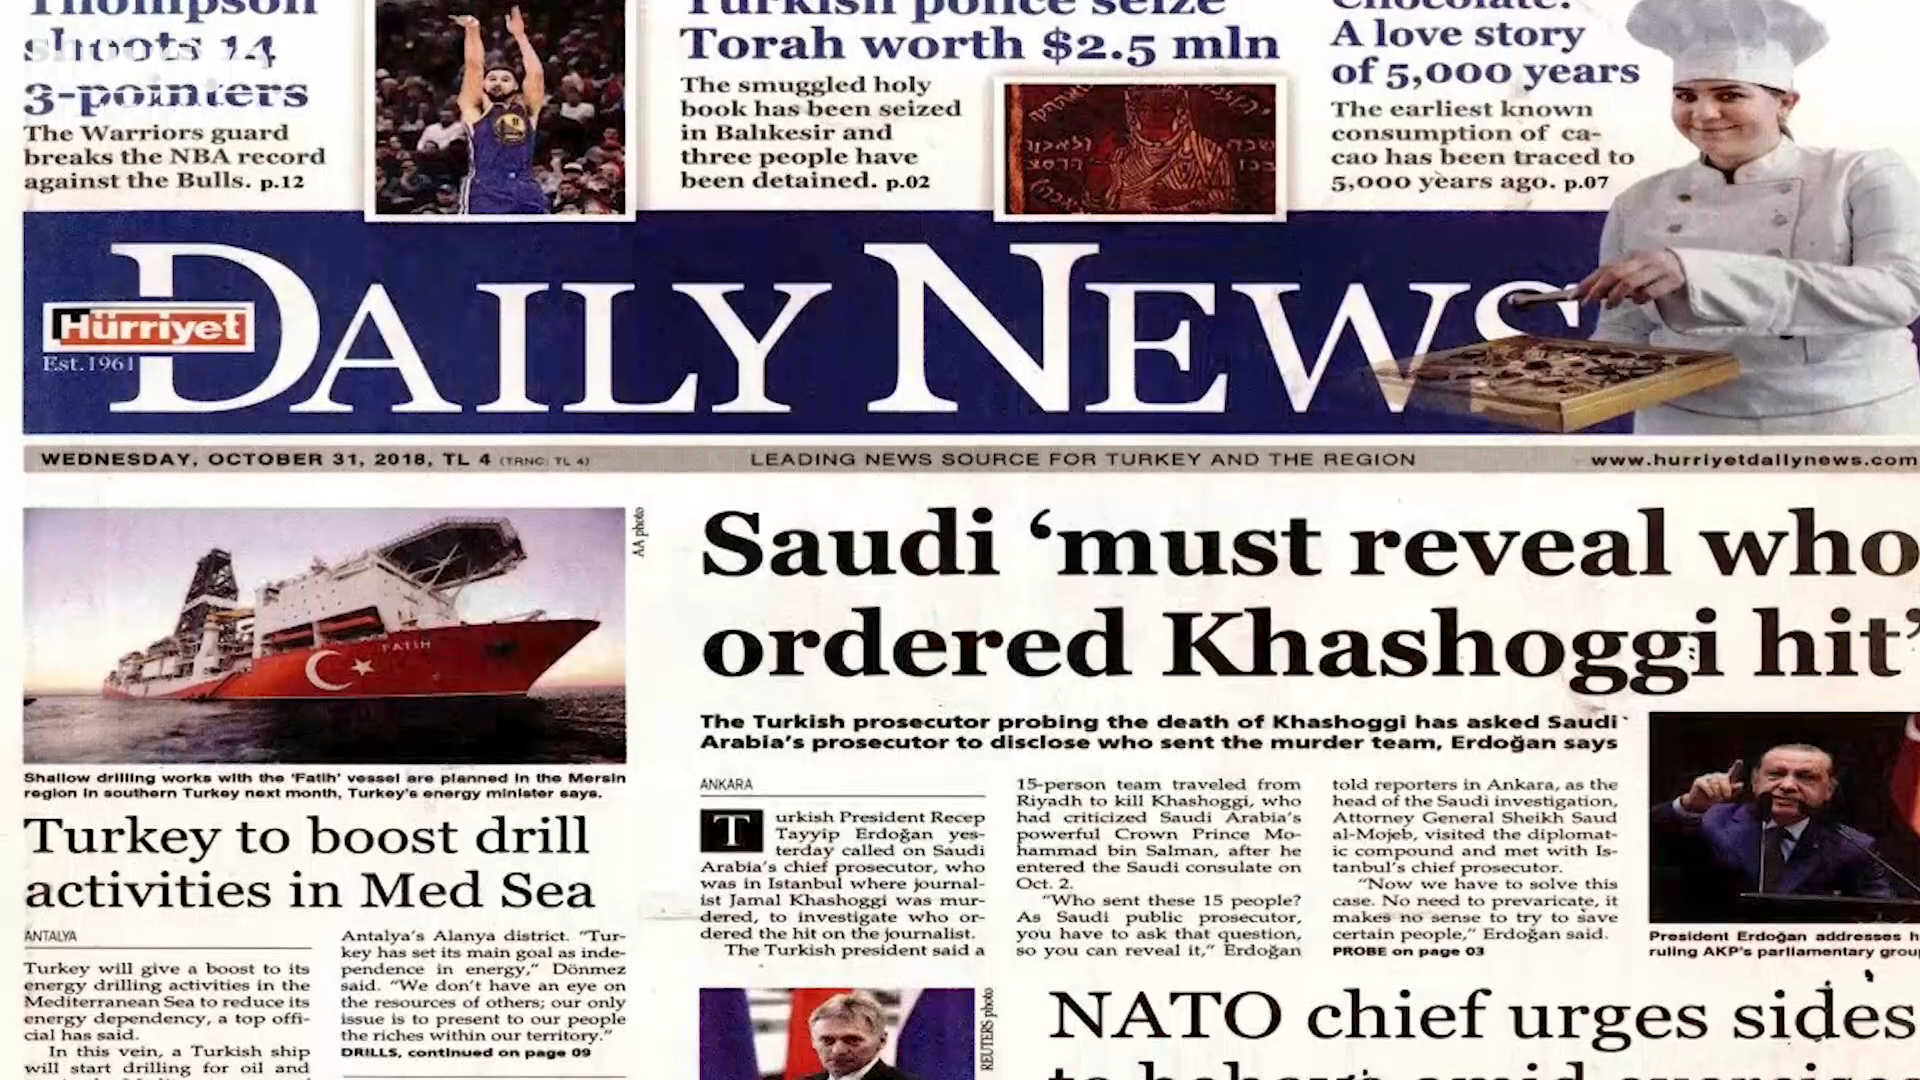 Thompson
shoots 14
3-pointers
The Warriors guard
breaks the NBA record
against the Bulls. p.12
Turkish police seize
Torah worth $2.5 mln
The smuggled holy
book has been seized
in Balıkesir and
three people have
been detained. p.02
Chocolate:
A love story
of 5,000 years
The earliest known
consumption of ca-
cao has been traced to
5,000 years ago. p.07
DAILY NEWS
Hürriyet
Est.1961
WEDNESDAY, OCTOBER 31, 2018, TL 4 (TRNC: TL 4)
LEADING NEWS SOURCE FOR TURKEY AND THE REGION
www.hurriyetdailynews.com
FATIH
AA photo
Shallow drilling works with the ‘Fatih’ vessel are planned in the Mersin
region in southern Turkey next month, Turkey’s energy minister says.
Turkey to boost drill
activities in Med Sea
ANTALYA
Turkey will give a boost to its
energy drilling activities in the
Mediterranean Sea to reduce its
energy dependency, a top offi-
cial has said.
In this vein, a Turkish ship
will start drilling for oil and
Antalya’s Alanya district. “Tur-
key has set its main goal as inde-
pendence in energy,” Dönmez
said. “We don’t have an eye on
the resources of others; our only
issue is to present to our people
the riches within our territory.”
DRILLS, continued on page 09
Saudi ‘must reveal who
ordered Khashoggi hit’
The Turkish prosecutor probing the death of Khashoggi has asked Saudi
Arabia’s prosecutor to disclose who sent the murder team, Erdoğan says
ANKARA
Turkish President Recep
Tayyip Erdoğan yes-
terday called on Saudi
Arabia’s chief prosecutor, who
was in Istanbul where journal-
ist Jamal Khashoggi was mur-
dered, to investigate who or-
dered the hit on the journalist.
The Turkish president said a
15-person team traveled from
Riyadh to kill Khashoggi, who
had criticized Saudi Arabia’s
powerful Crown Prince Mo-
hammad bin Salman, after he
entered the Saudi consulate on
Oct. 2.
“Who sent these 15 people?
As Saudi public prosecutor,
you have to ask that question,
so you can reveal it,” Erdoğan
told reporters in Ankara, as the
head of the Saudi investigation,
Attorney General Sheikh Saud
al-Mojeb, visited the diplomat-
ic compound and met with Is-
tanbul’s chief prosecutor.
“Now we have to solve this
case. No need to prevaricate, it
makes no sense to try to save
certain people,” Erdoğan said.
PROBE on page 03
President Erdoğan addresses h
ruling AKP’s parliamentary group
REUTERS photo
NATO chief urges sides